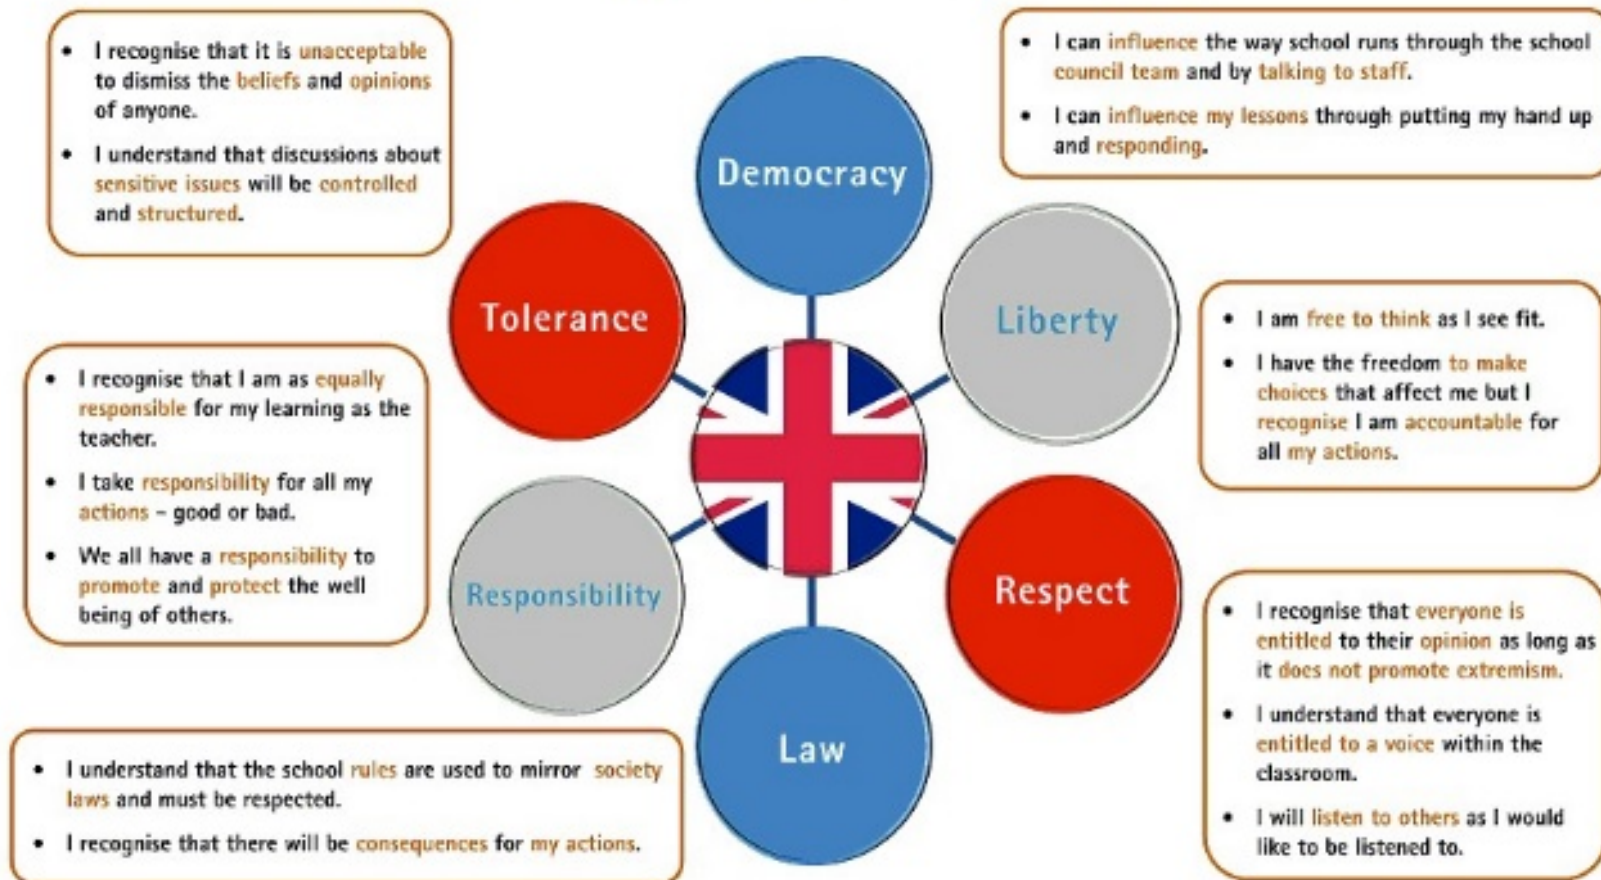 • I recognise that it is unacceptable
to dismiss the beliefs and opinions
of anyone.
• I understand that discussions about
sensitive issues will be controlled
and structured.
Democracy
• I can influence the way school runs through the school
council team and by talking to staff.
• I can influence my lessons through putting my hand up
and responding.
Tolerance
Liberty
• I am free to think as I see fit.
• I have the freedom to make
choices that affect me but I
recognise I am accountable for
all my actions.
• I recognise that I am as equally
responsible for my learning as the
teacher.
• I take responsibility for all my
actions – good or bad.
• We all have a responsibility to
promote and protect the well
being of others.
Responsibility
Respect
• I recognise that everyone is
entitled to their opinion as long as
it does not promote extremism.
• I understand that everyone is
entitled to a voice within the
classroom.
• I will listen to others as I would
like to be listened to.
Law
• I understand that the school rules are used to mirror society
laws and must be respected.
• I recognise that there will be consequences for my actions.